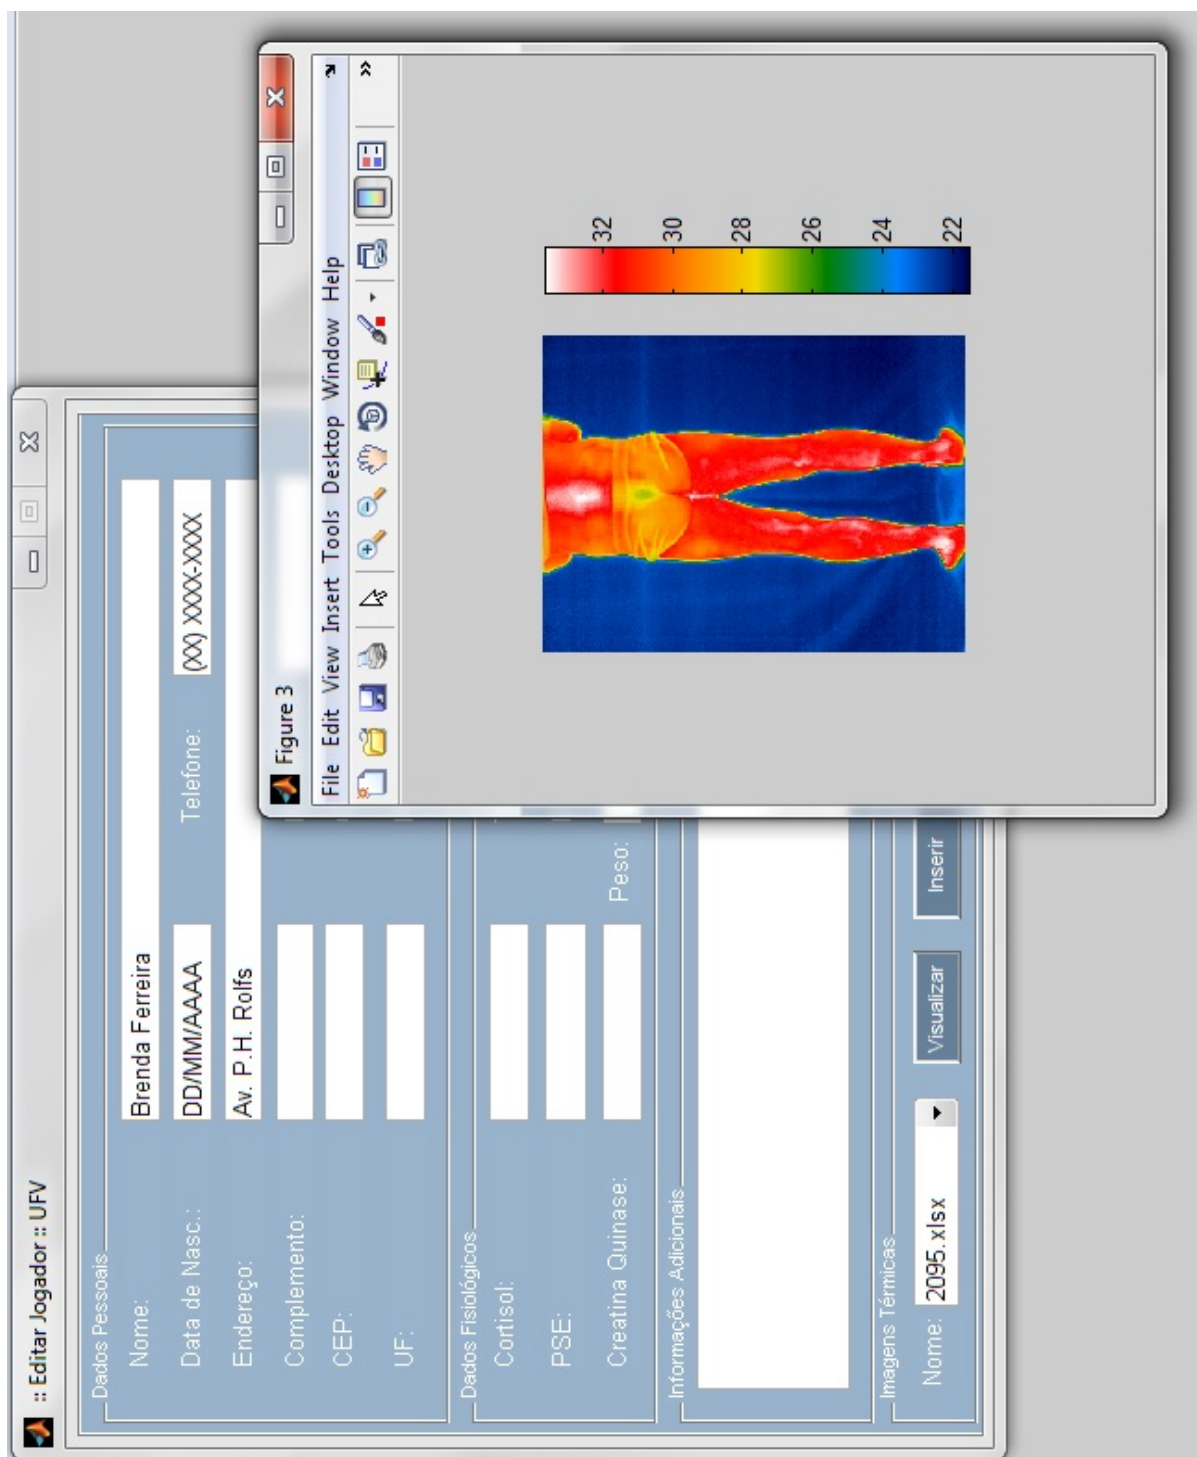 :: Editar Jogador :: UFV
Dados Pessoais
Nome: Brenda Ferreira
Data de Nasc.: DD/MM/AAAA Telefone: (XX) XXXX-XXXX
Endereço: Av. P.H. Rolfs
Complemento:
CEP:
UF:
Dados Fisiológicos
Cortisol:
PSE:
Creatina Quinase: Peso:
Informações Adicionais
Imagens Térmicas
Nome: 2095.xlsx Visualizar Inserir
Figure 3
File Edit View Insert Tools Desktop Window Help
32
30
28
26
24
22